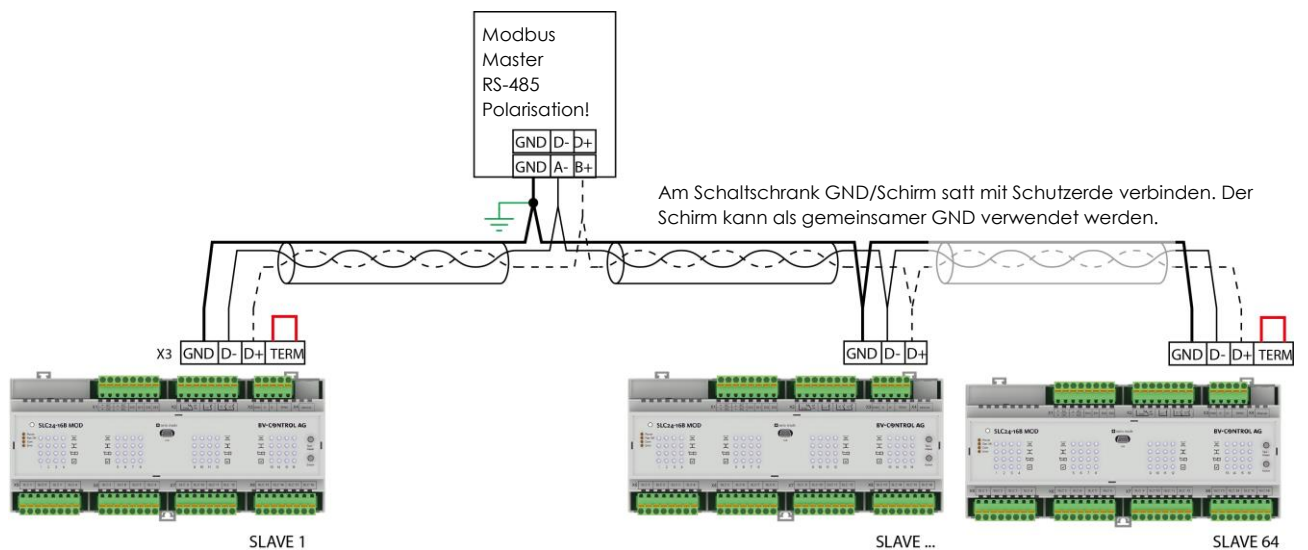 Modbus
Master
RS-485
Polarisation!
GND D- D+
GND A- B+
Am Schaltschrank GND/Schirm satt mit Schutzerde verbinden. Der
Schirm kann als gemeinsamer GND verwendet werden.
X3 GND D- D+ TERM
GND D- D+
GND D- D+ TERM
SLC24-16B MOD
BV-CONTROL AG
SLC24-16B MOD
BV-CONTROL AG
SLC24-16B MOD
BV-CONTROL AG
SLAVE 1
SLAVE ...
SLAVE 64